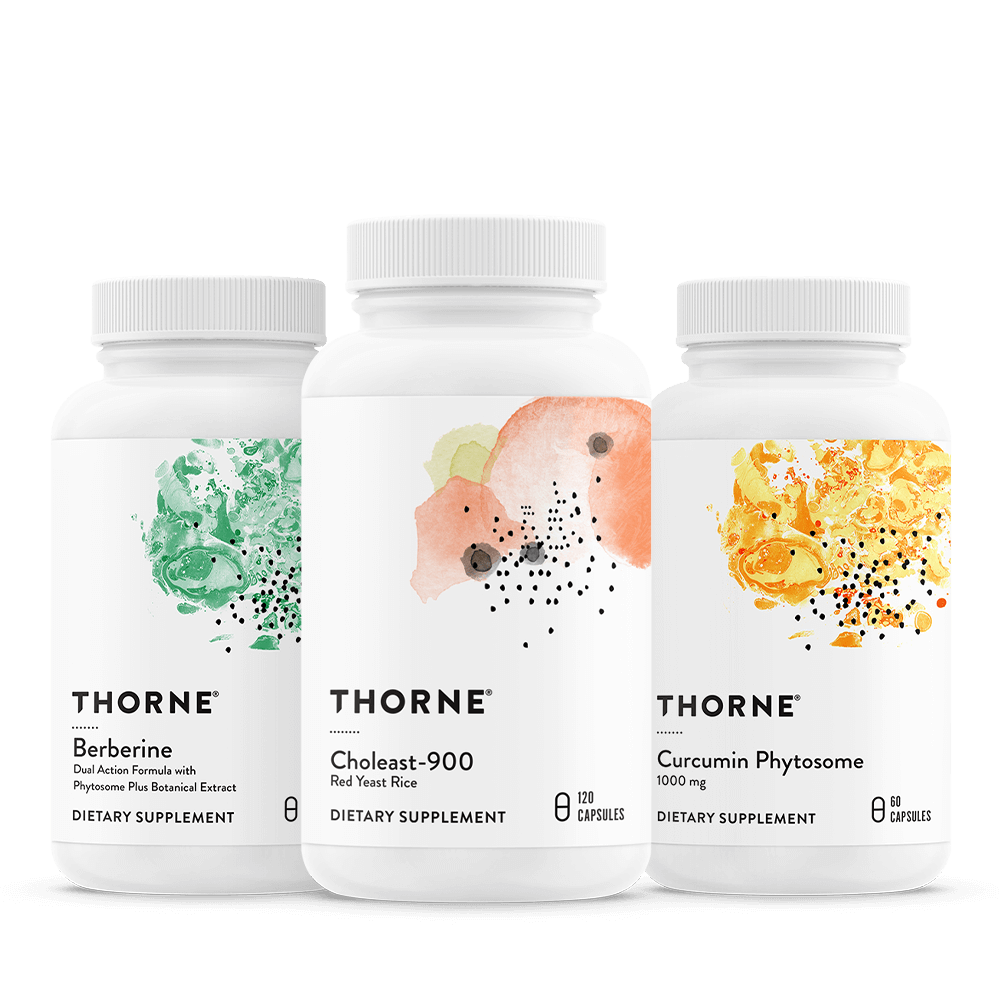 THORNE®
Berberine
Dual Action Formula with
Phytosome Plus Botanical Extract
DIETARY SUPPLEMENT
THORNE®
Choleast-900
Red Yeast Rice
DIETARY SUPPLEMENT
120
CAPSULES
THORNE®
Curcumin Phytosome
1000 mg
DIETARY SUPPLEMENT
60
CAPSULES